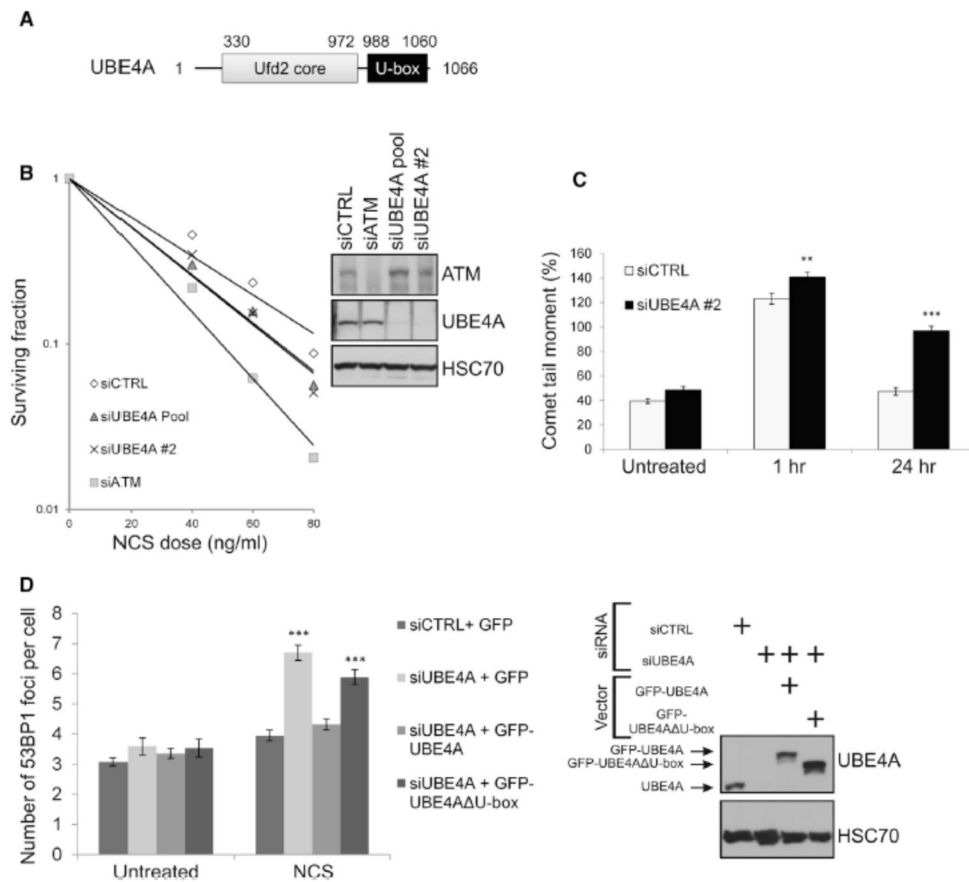 A
330 972 988 1060
UBE4A 1 Ufd2 core U-box 1066
B
Surviving fraction
1
0.1
0.01
siCTRL
siUBE4A Pool
siUBE4A #2
siATM
0 20 40 60 80
NCS dose (ng/ml)
siCTRL
siATM
siUBE4A pool
siUBE4A #2
ATM
UBE4A
HSC70
C
Comet tail moment (%)
160
140
120
100
80
60
40
20
0
siCTRL
siUBE4A #2
**
***
Untreated 1 hr 24 hr
D
Number of 53BP1 foci per cell
8
7
6
5
4
3
2
1
0
***
***
Untreated NCS
siCTRL+ GFP
siUBE4A + GFP
siUBE4A + GFP-
UBE4A
siUBE4A + GFP-
UBE4AΔU-box
siRNA
siCTRL +
siUBE4A + + +
Vector
GFP-UBE4A +
GFP-
UBE4AΔU-box +
GFP-UBE4A
GFP-UBE4AΔU-box
UBE4A
UBE4A
HSC70